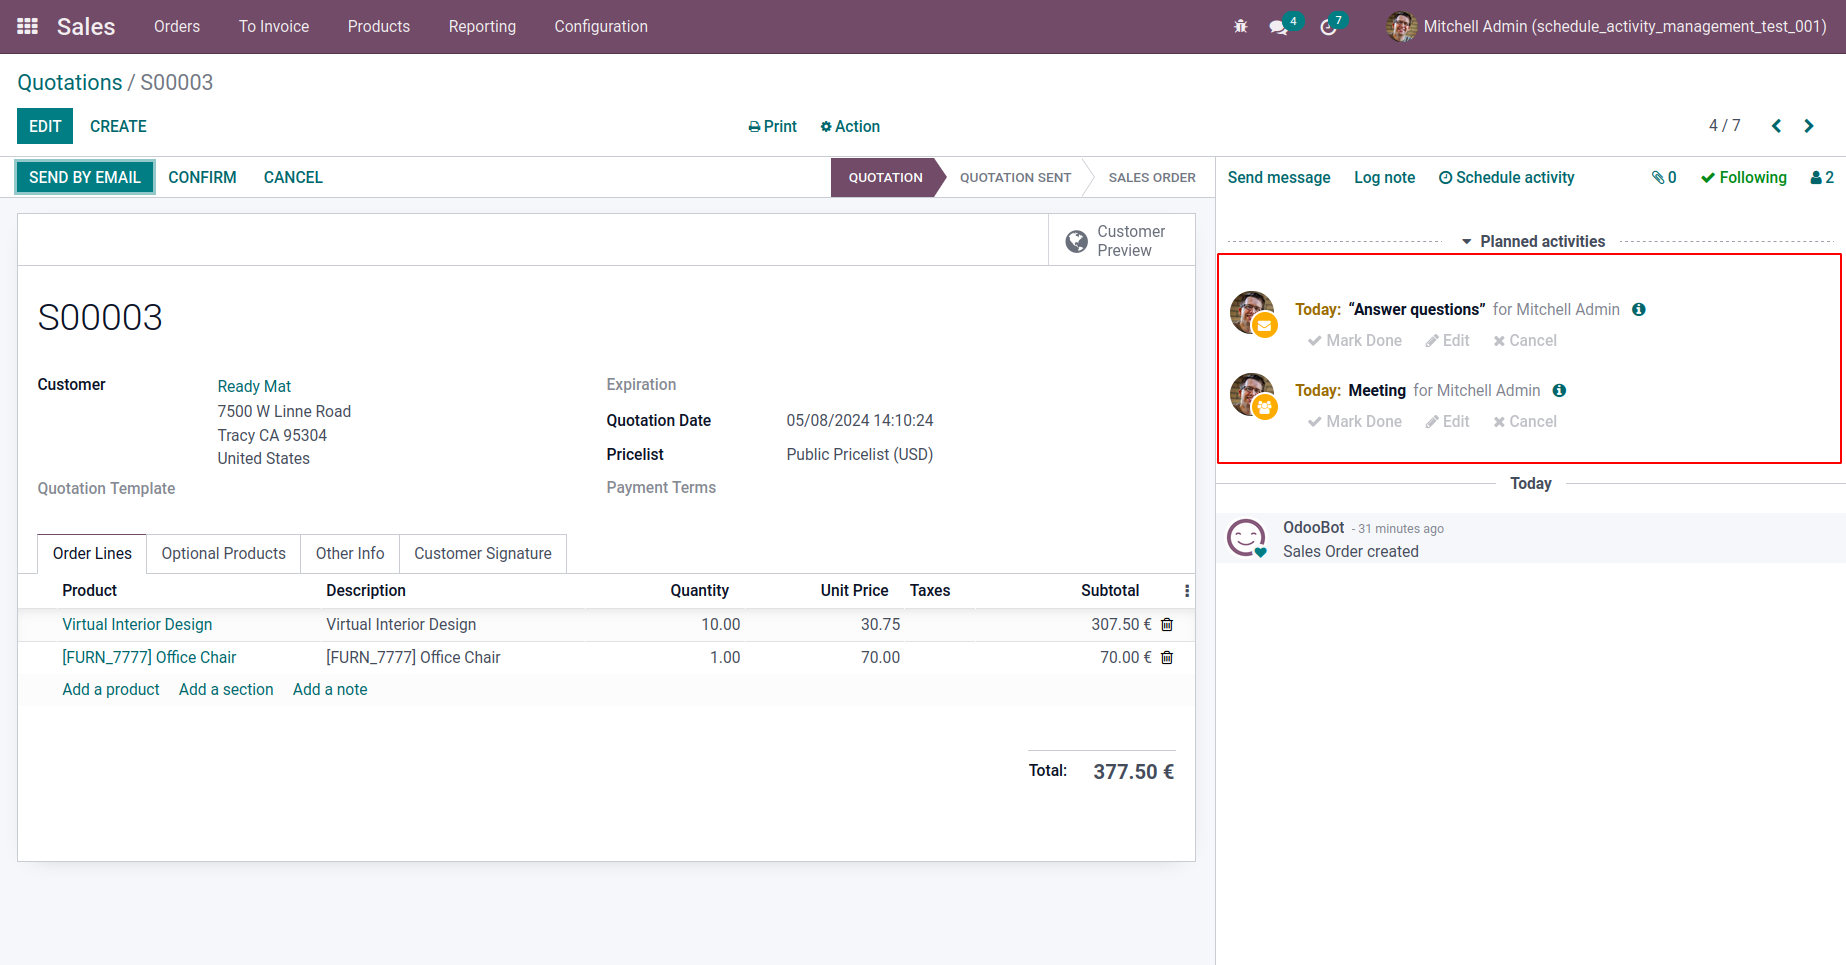 Sales Orders To Invoice Products Reporting Configuration 4 7 Mitchell Admin (schedule_activity_management_test_001)
Quotations / S00003
EDIT CREATE Print Action 4 / 7
SEND BY EMAIL CONFIRM CANCEL QUOTATION QUOTATION SENT SALES ORDER
Customer
Preview
S00003
Customer Ready Mat
7500 W Linne Road
Tracy CA 95304
United States
Quotation Template
Expiration
Quotation Date 05/08/2024 14:10:24
Pricelist Public Pricelist (USD)
Payment Terms
Order Lines Optional Products Other Info Customer Signature
Product Description Quantity Unit Price Taxes Subtotal
Virtual Interior Design Virtual Interior Design 10.00 30.75 307.50 €
[FURN_7777] Office Chair [FURN_7777] Office Chair 1.00 70.00 70.00 €
Add a product Add a section Add a note
Total: 377.50 €
Send message Log note Schedule activity 0 Following 2
Planned activities
Today: “Answer questions” for Mitchell Admin
Mark Done Edit Cancel
Today: Meeting for Mitchell Admin
Mark Done Edit Cancel
Today
OdooBot - 31 minutes ago
Sales Order created